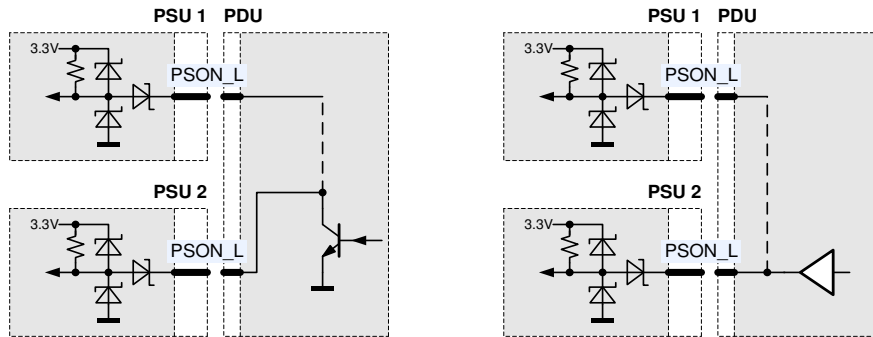 PSU 1 PDU
3.3V
PSON_L
PSU 2
3.3V
PSON_L
PSU 1 PDU
3.3V
PSON_L
PSU 2
3.3V
PSON_L